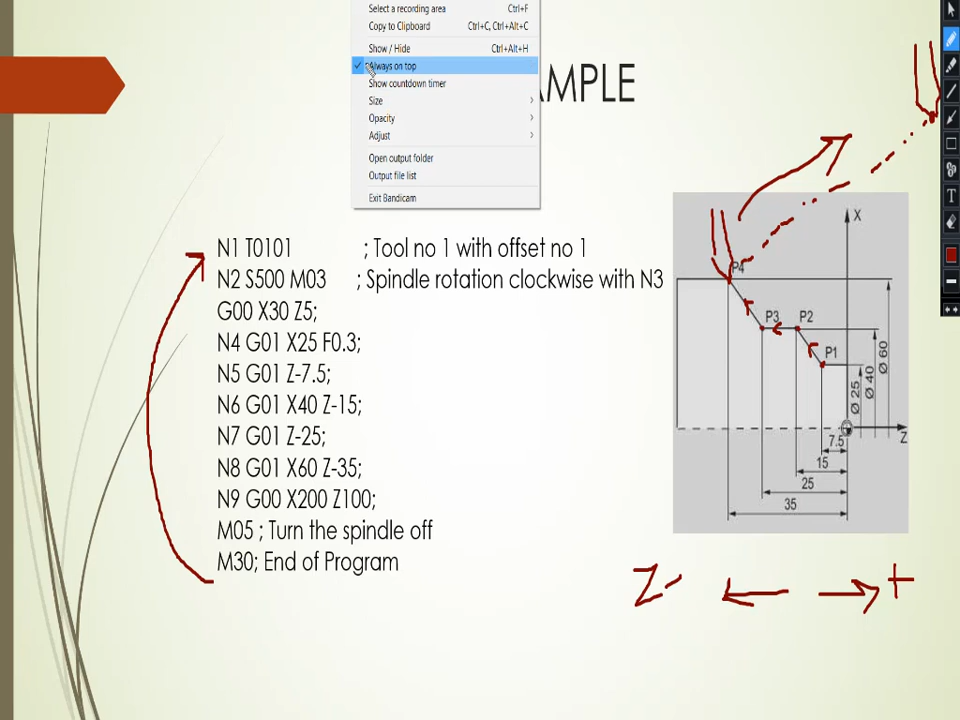 Select a recording area Ctrl+F
Copy to Clipboard Ctrl+C, Ctrl+Alt+C
Show / Hide Ctrl+Alt+H
Always on top
Show countdown timer
Size
Opacity
Adjust
Open output folder
Output file list
Exit Bandicam
AMPLE
N1 T0101 ; Tool no 1 with offset no 1
N2 S500 M03 ; Spindle rotation clockwise with N3
G00 X30 Z5;
N4 G01 X25 F0.3;
N5 G01 Z-7.5;
N6 G01 X40 Z-15;
N7 G01 Z-25;
N8 G01 X60 Z-35;
N9 G00 X200 Z100;
M05 ; Turn the spindle off
M30; End of Program
X
P4
P3 P2
P1
Ø 25
Ø 40
Ø 60
Z
7.5
15
25
35
Z- +
T